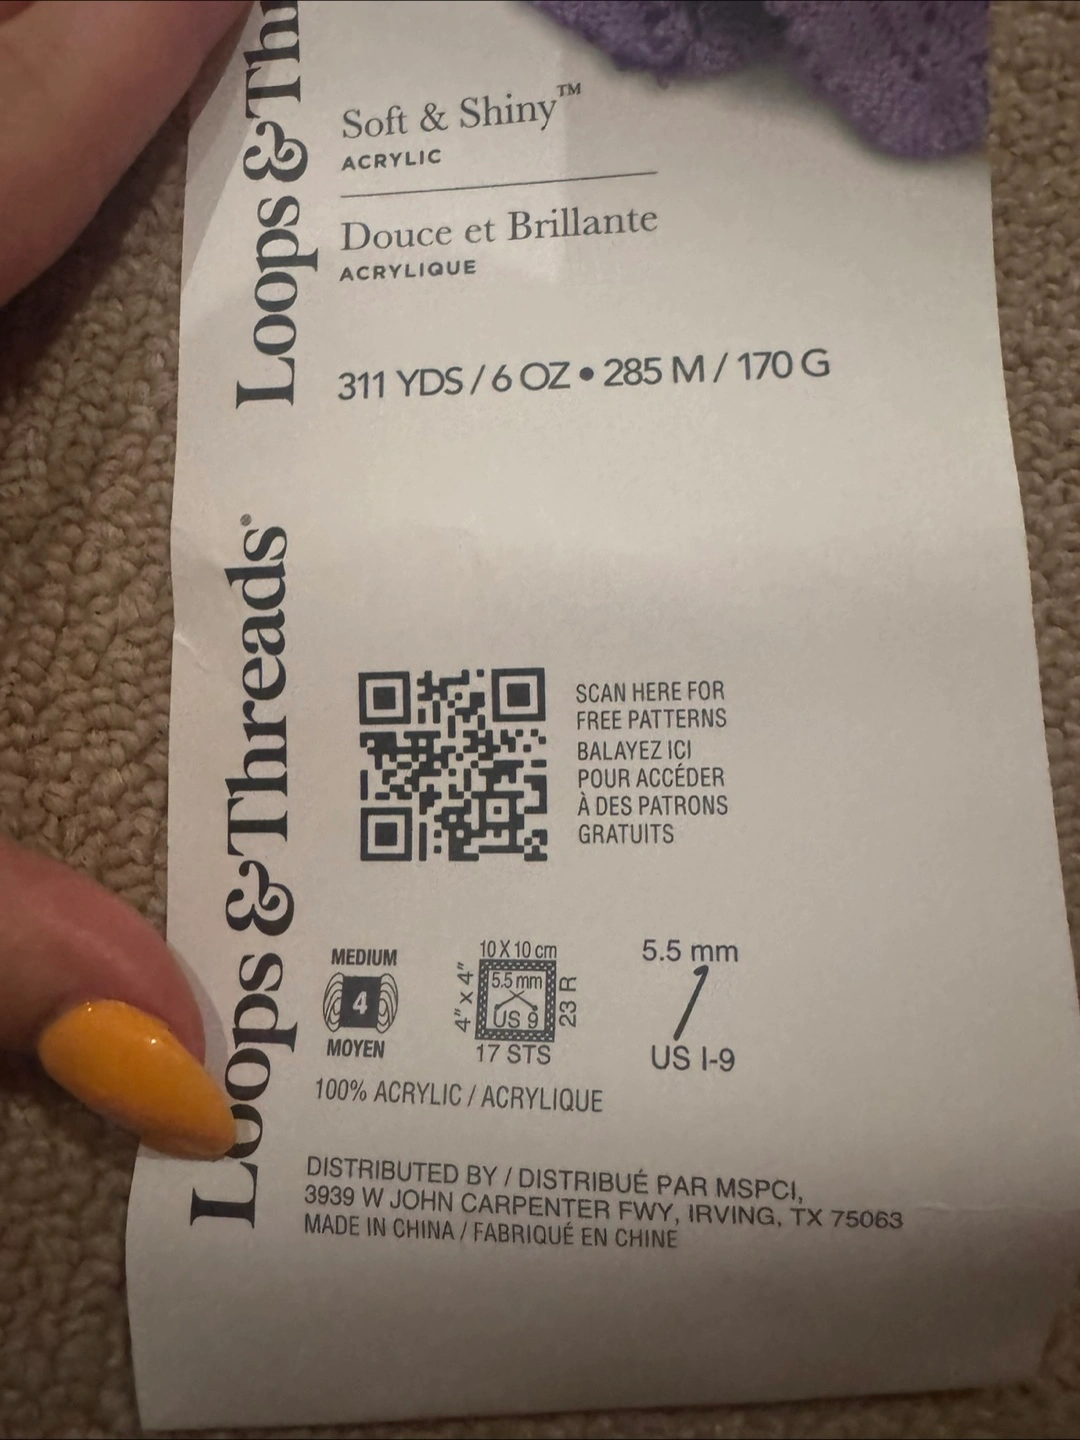 Loops & Thr
Soft & Shiny™
ACRYLIC
Douce et Brillante
ACRYLIQUE
311 YDS / 6 OZ • 285 M / 170 G
Loops & Threads®
SCAN HERE FOR
FREE PATTERNS
BALAYEZ ICI
POUR ACCÉDER
À DES PATRONS
GRATUITS
MEDIUM
4
MOYEN
10 X 10 cm
4" x 4"
5.5 mm
US 9
23 R
17 STS
5.5 mm
US I-9
100% ACRYLIC / ACRYLIQUE
DISTRIBUTED BY / DISTRIBUÉ PAR MSPCI,
3939 W JOHN CARPENTER FWY, IRVING, TX 75063
MADE IN CHINA / FABRIQUÉ EN CHINE